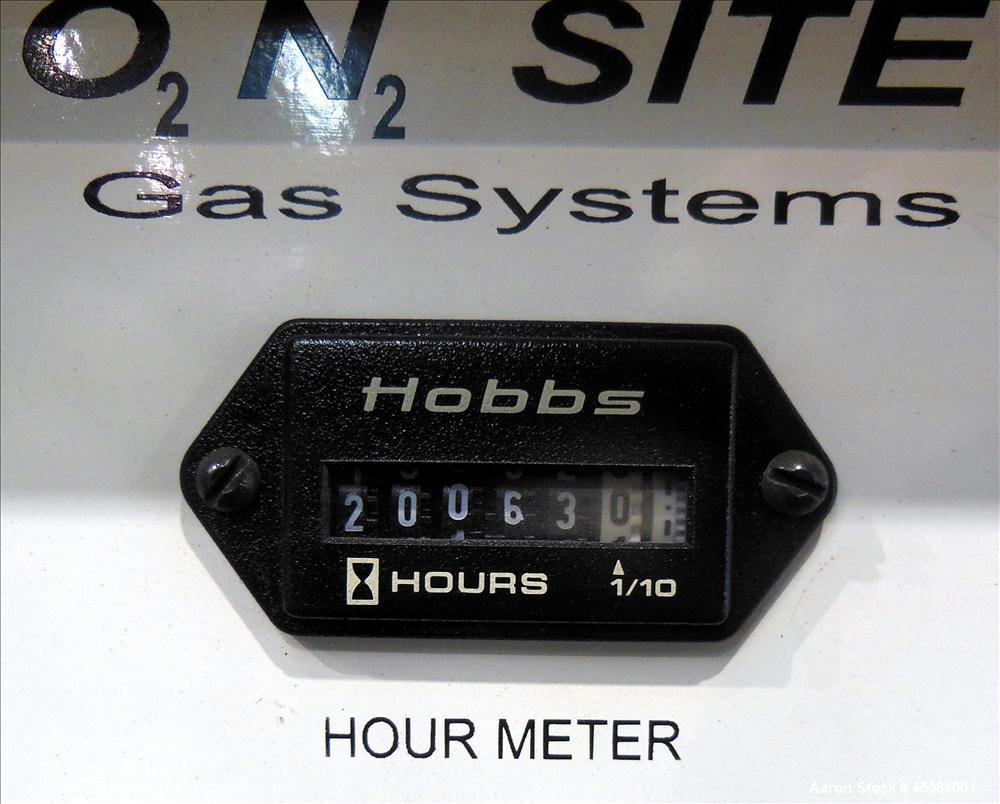 O₂N₂ SITE
Gas Systems
Hobbs
200630
HOURS 1/10
HOUR METER
Aaron Stock # 45384001